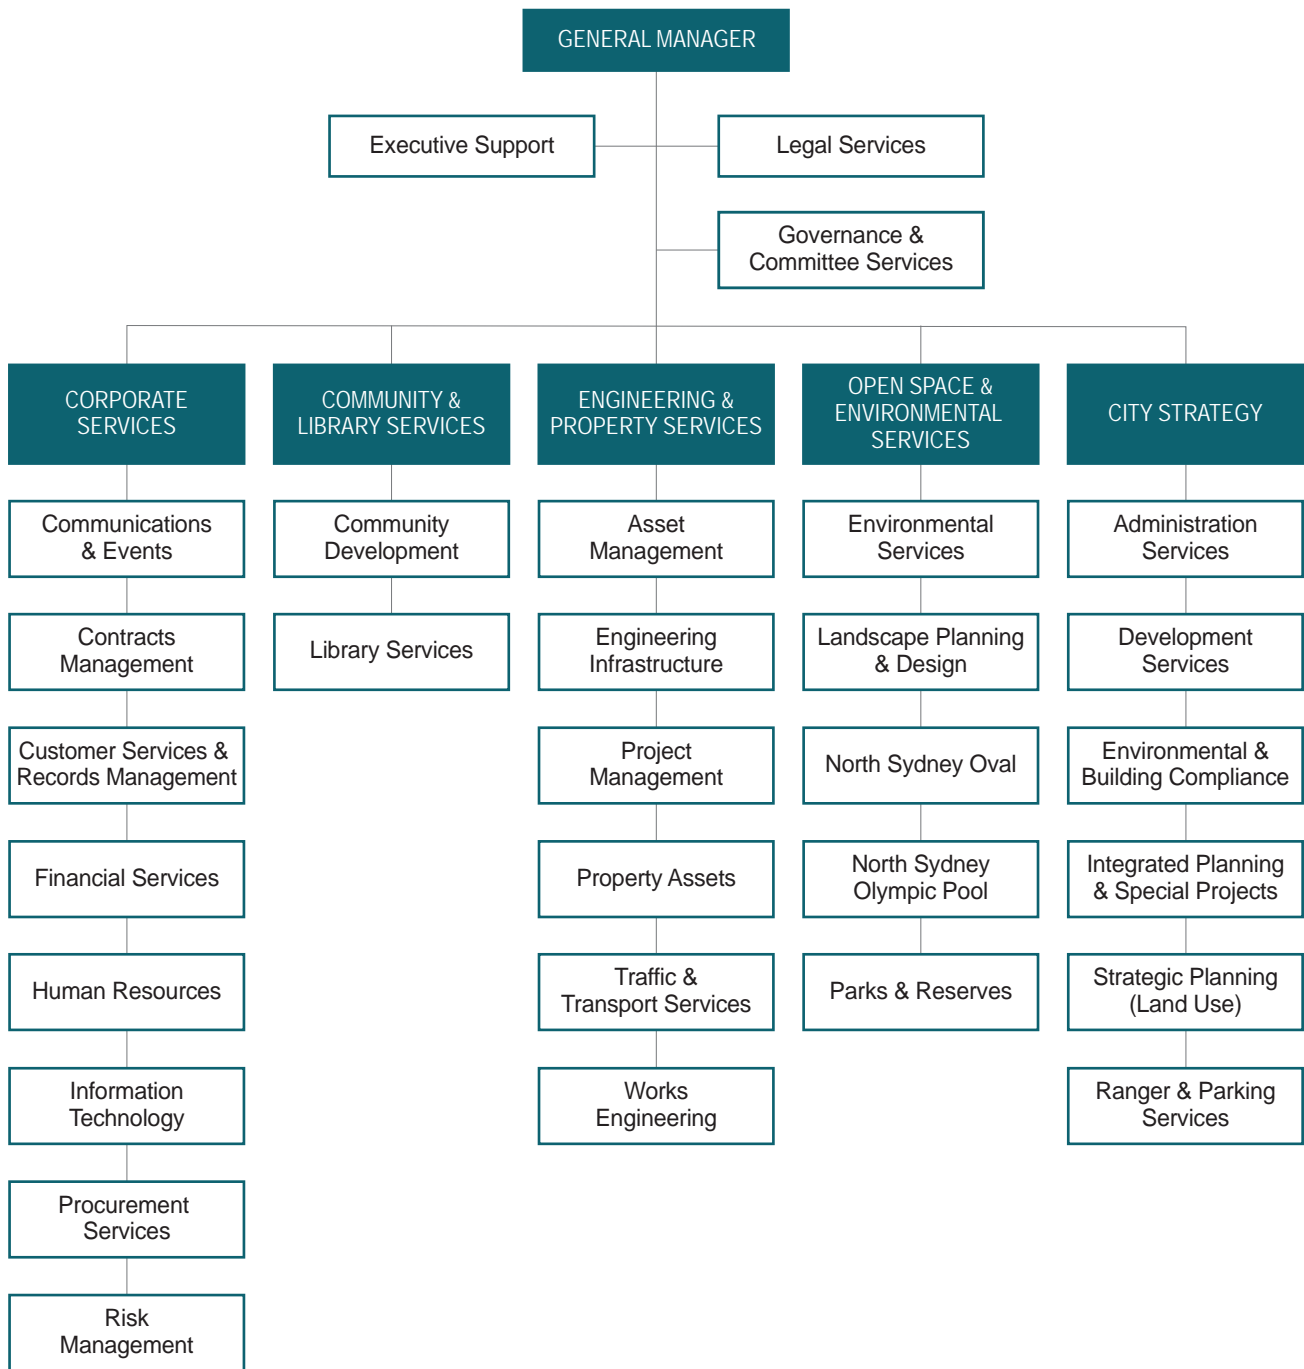 GENERAL MANAGER
Executive Support
Legal Services
Governance &
Committee Services
CORPORATE
SERVICES
Communications
& Events
Contracts
Management
Customer Services &
Records Management
Financial Services
Human Resources
Information
Technology
Procurement
Services
Risk
Management
COMMUNITY &
LIBRARY SERVICES
Community
Development
Library Services
ENGINEERING &
PROPERTY SERVICES
Asset
Management
Engineering
Infrastructure
Project
Management
Property Assets
Traffic &
Transport Services
Works
Engineering
OPEN SPACE &
ENVIRONMENTAL
SERVICES
Environmental
Services
Landscape Planning
& Design
North Sydney Oval
North Sydney
Olympic Pool
Parks & Reserves
CITY STRATEGY
Administration
Services
Development
Services
Environmental &
Building Compliance
Integrated Planning
& Special Projects
Strategic Planning
(Land Use)
Ranger & Parking
Services